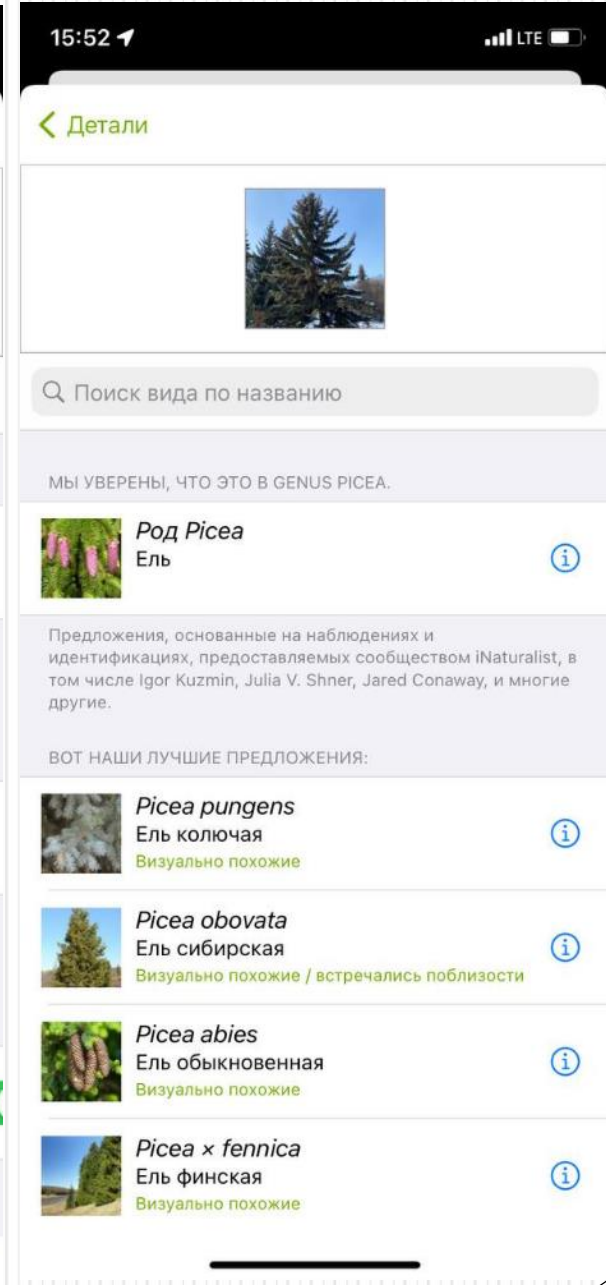 15:52
LTE
Детали
Поиск вида по названию
МЫ УВЕРЕНЫ, ЧТО ЭТО В GENUS PICEA.
Род Picea
Ель
Предложения, основанные на наблюдениях и
идентификациях, предоставляемых сообществом iNaturalist, в
том числе Igor Kuzmin, Julia V. Shner, Jared Conaway, и многие
другие.
ВОТ НАШИ ЛУЧШИЕ ПРЕДЛОЖЕНИЯ:
Picea pungens
Ель колючая
Визуально похожие
Picea obovata
Ель сибирская
Визуально похожие / встречались поблизости
Picea abies
Ель обыкновенная
Визуально похожие
Picea × fennica
Ель финская
Визуально похожие